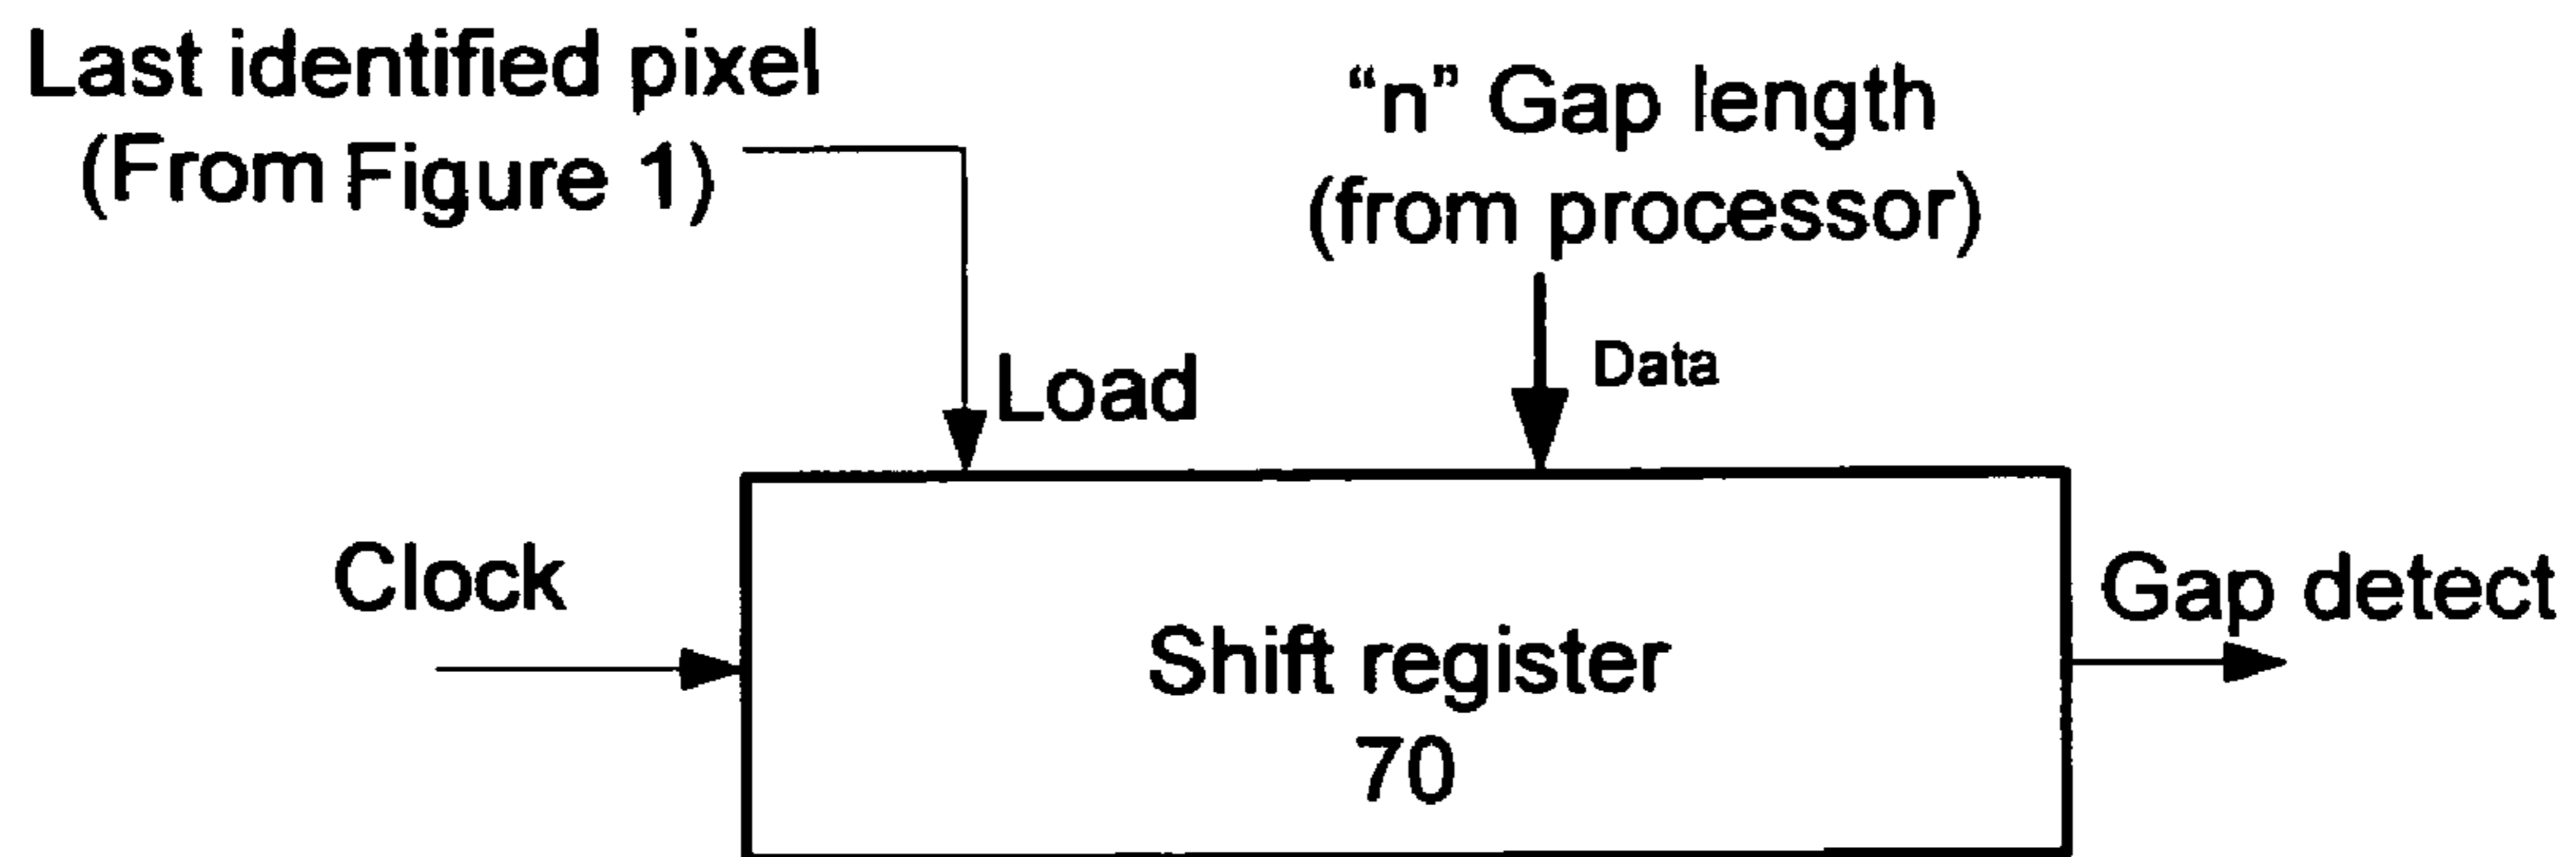 Last identified pixel
(From Figure 1)
“n” Gap length
(from processor)
Load
Data
Clock
Gap detect
Shift register
70